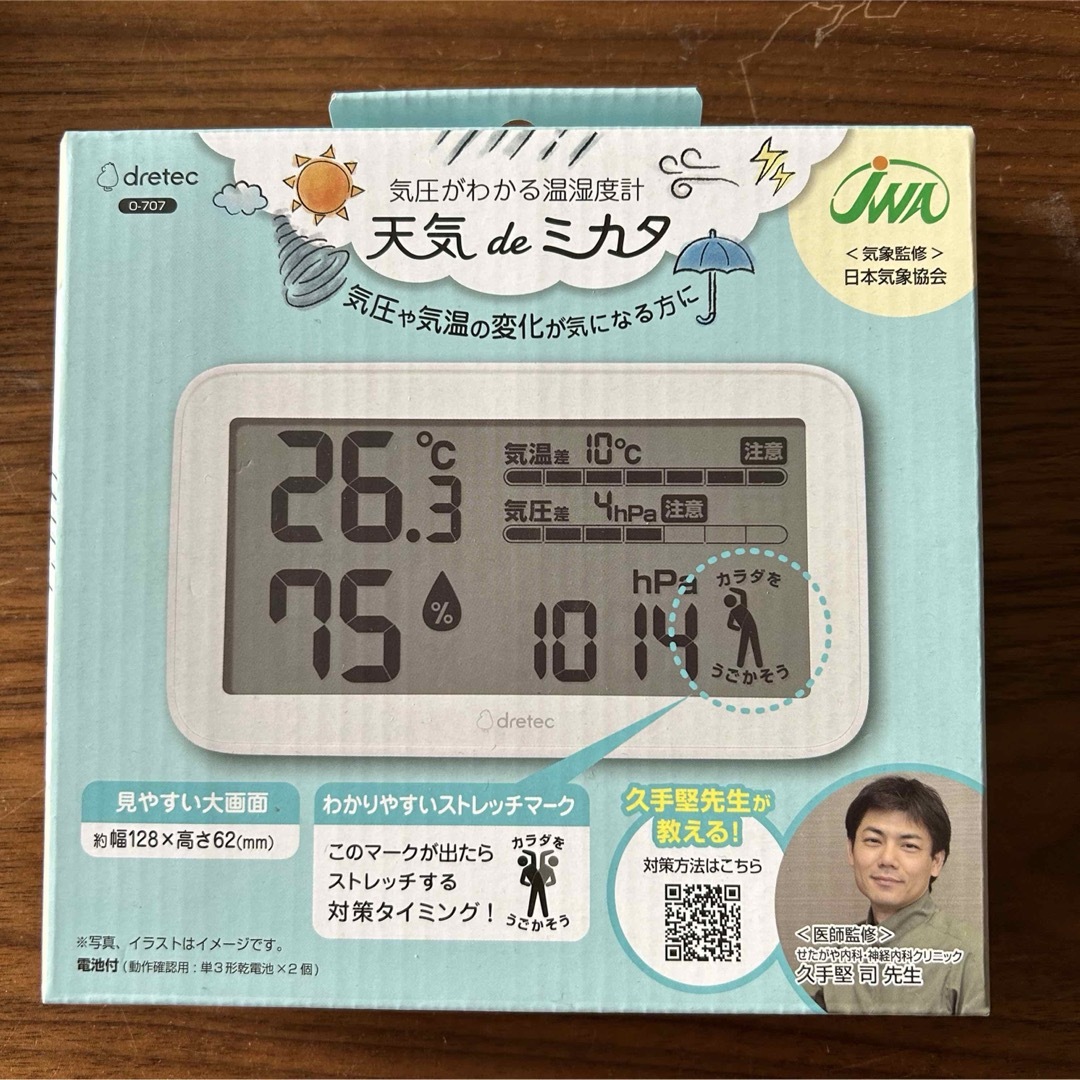 dretec
O-707
気圧がわかる温湿度計
天気 de ミカタ
気圧や気温の変化が気になる方に
JWA
＜気象監修＞
日本気象協会
26.3℃
気温差 10℃ 注意
気圧差 4hPa 注意
75%
hPa
1014
カラダを
うごかそう
dretec
見やすい大画面
約幅128×高さ62(mm)
わかりやすいストレッチマーク
このマークが出たら
ストレッチする
対策タイミング！
カラダを
うごかそう
久手堅先生が
教える！
対策方法はこちら
＜医師監修＞
せたがや内科・神経内科クリニック
久手堅 司 先生
※写真、イラストはイメージです。
電池付(動作確認用：単3形乾電池×2個)